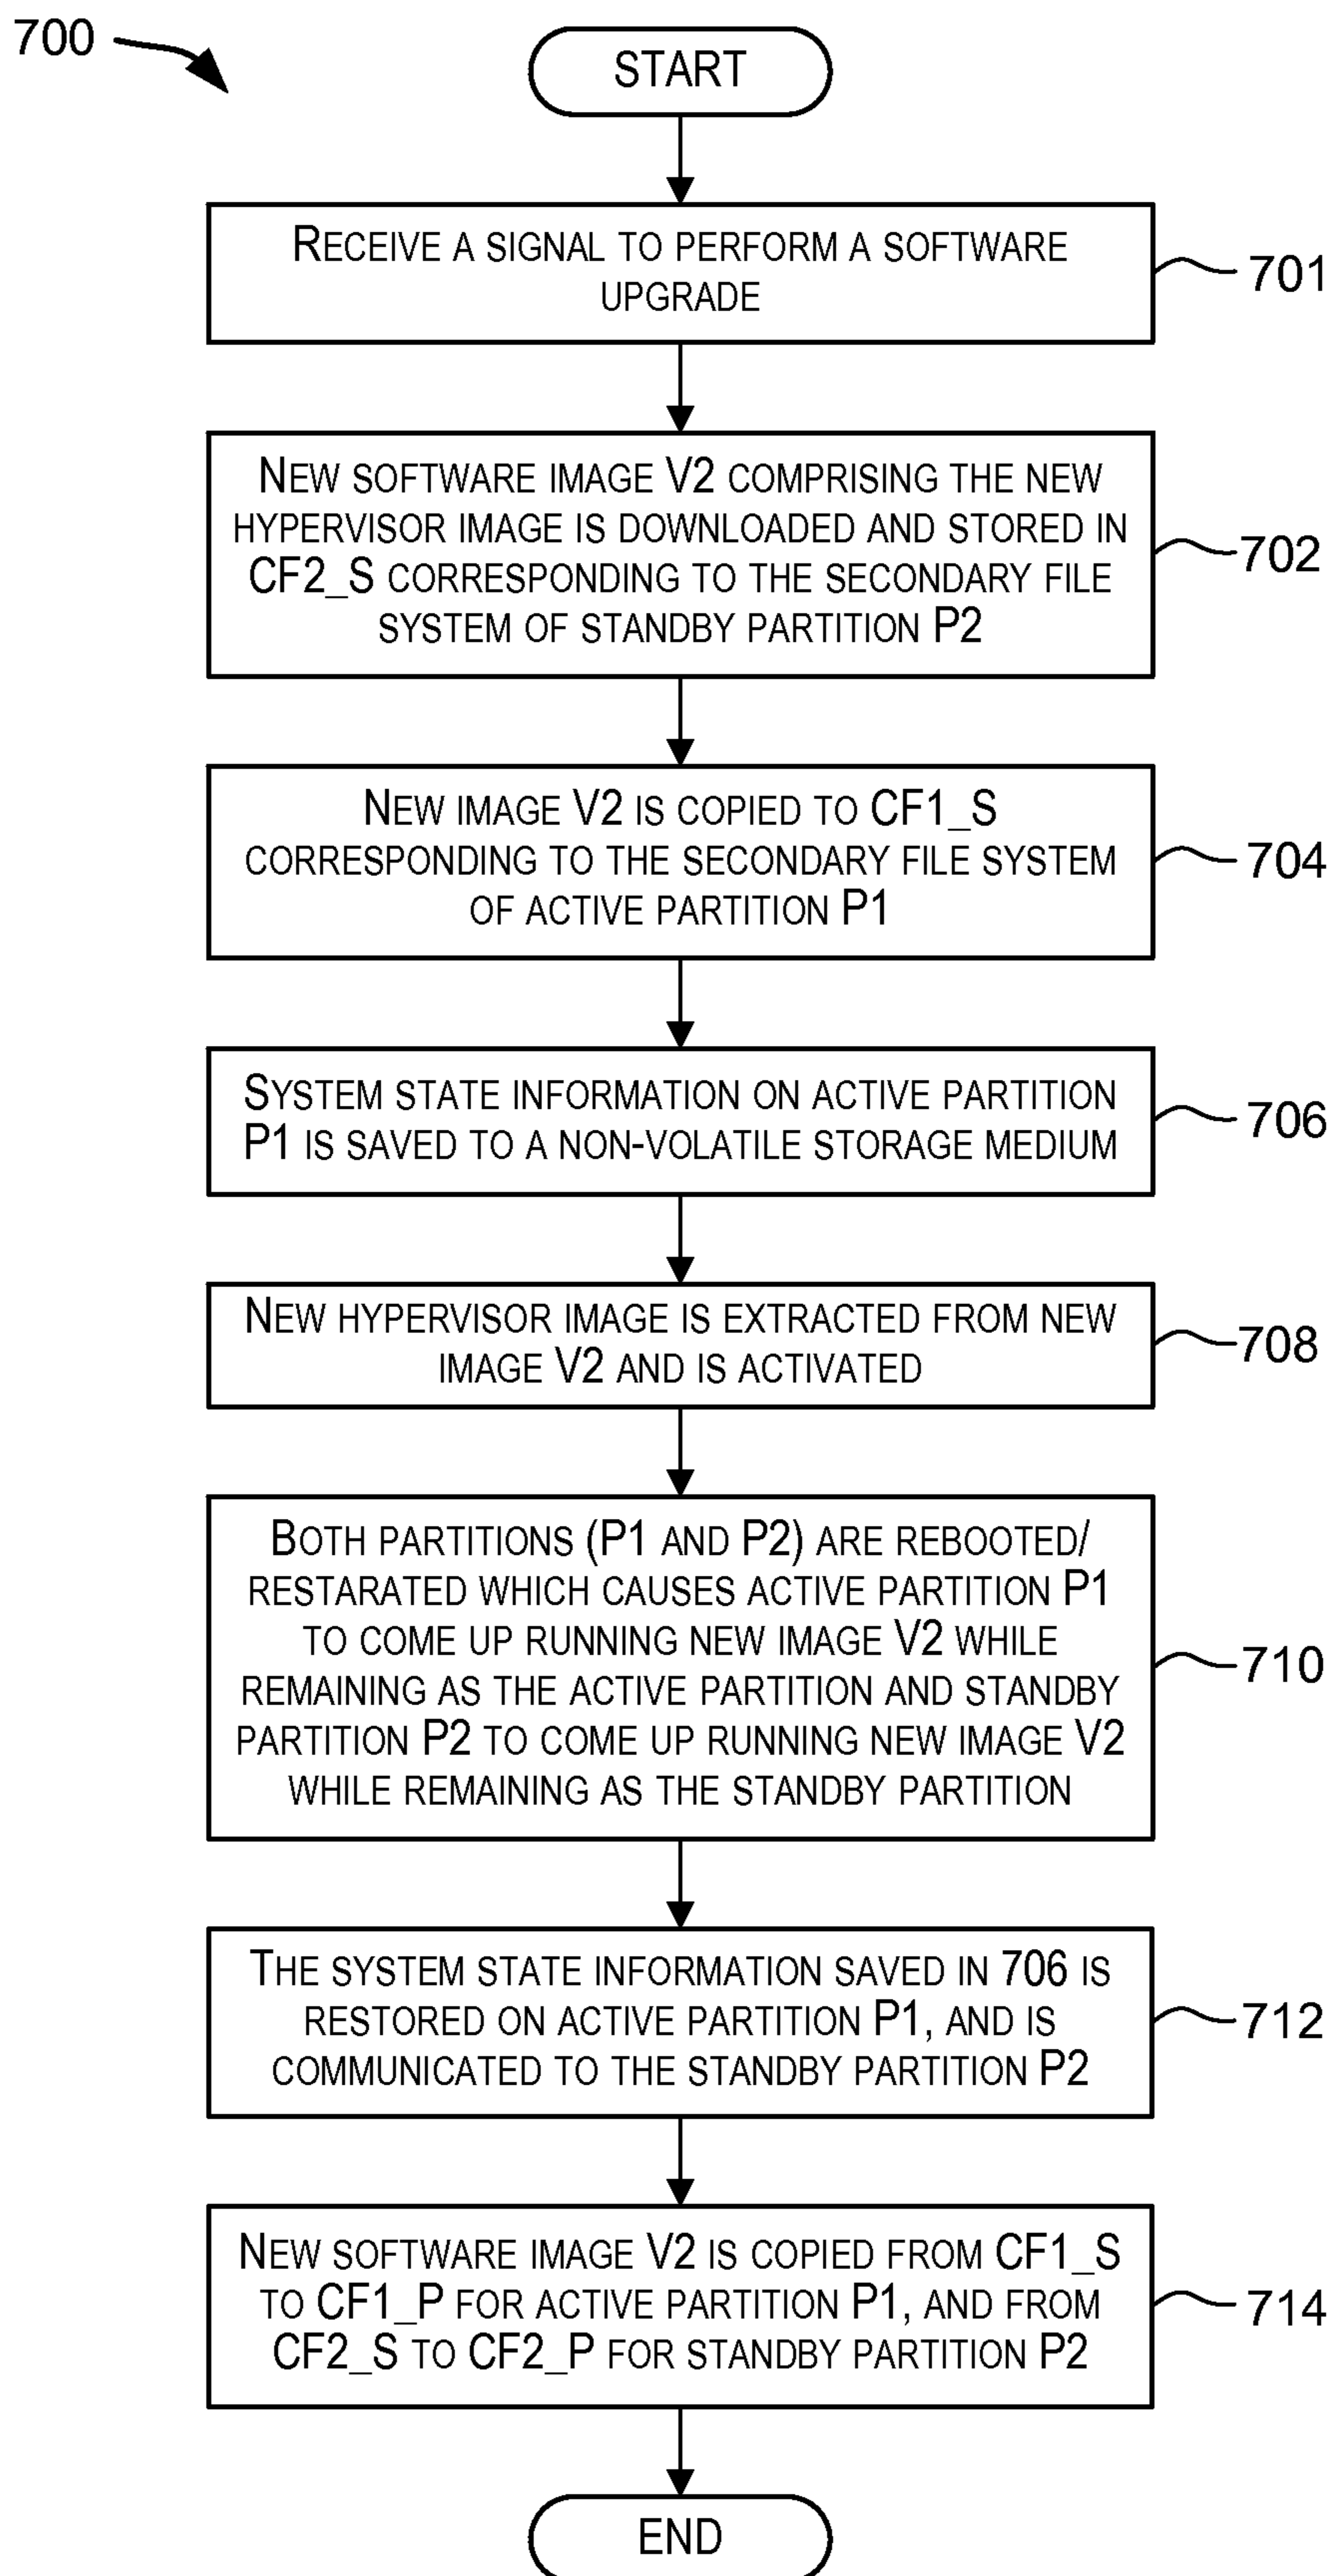 700
START
RECEIVE A SIGNAL TO PERFORM A SOFTWARE
UPGRADE
701
NEW SOFTWARE IMAGE V2 COMPRISING THE NEW
HYPERVISOR IMAGE IS DOWNLOADED AND STORED IN
CF2_S CORRESPONDING TO THE SECONDARY FILE
SYSTEM OF STANDBY PARTITION P2
702
NEW IMAGE V2 IS COPIED TO CF1_S
CORRESPONDING TO THE SECONDARY FILE SYSTEM
OF ACTIVE PARTITION P1
704
SYSTEM STATE INFORMATION ON ACTIVE PARTITION
P1 IS SAVED TO A NON-VOLATILE STORAGE MEDIUM
706
NEW HYPERVISOR IMAGE IS EXTRACTED FROM NEW
IMAGE V2 AND IS ACTIVATED
708
BOTH PARTITIONS (P1 AND P2) ARE REBOOTED/
RESTARATED WHICH CAUSES ACTIVE PARTITION P1
TO COME UP RUNNING NEW IMAGE V2 WHILE
REMAINING AS THE ACTIVE PARTITION AND STANDBY
PARTITION P2 TO COME UP RUNNING NEW IMAGE V2
WHILE REMAINING AS THE STANDBY PARTITION
710
THE SYSTEM STATE INFORMATION SAVED IN 706 IS
RESTORED ON ACTIVE PARTITION P1, AND IS
COMMUNICATED TO THE STANDBY PARTITION P2
712
NEW SOFTWARE IMAGE V2 IS COPIED FROM CF1_S
TO CF1_P FOR ACTIVE PARTITION P1, AND FROM
CF2_S TO CF2_P FOR STANDBY PARTITION P2
714
END